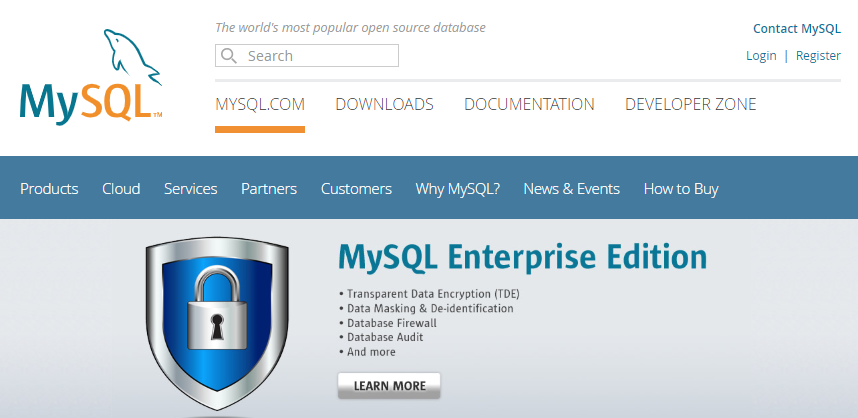 The world's most popular open source database
Contact MySQL
Search
Login | Register
MySQL™
MYSQL.COM DOWNLOADS DOCUMENTATION DEVELOPER ZONE
Products Cloud Services Partners Customers Why MySQL? News & Events How to Buy
MySQL Enterprise Edition
• Transparent Data Encryption (TDE)
• Data Masking & De-identification
• Database Firewall
• Database Audit
• And more
LEARN MORE